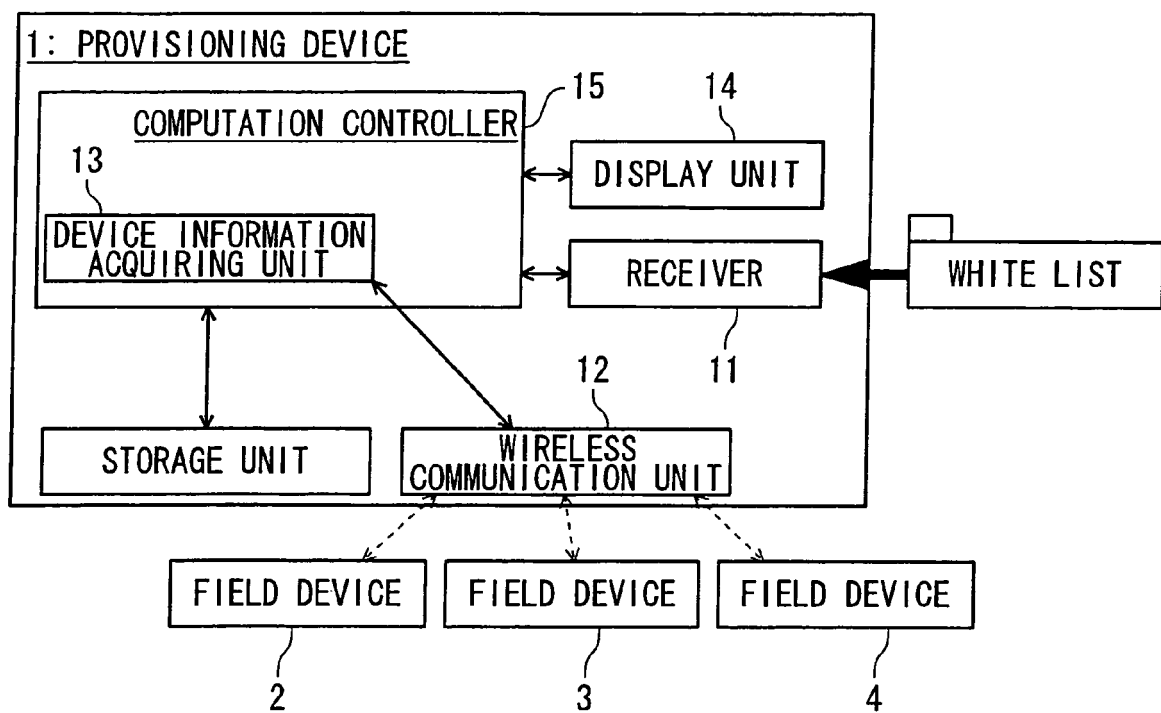 1: PROVISIONING DEVICE
15
14
COMPUTATION CONTROLLER
13
DISPLAY UNIT
DEVICE INFORMATION
ACQUIRING UNIT
RECEIVER
WHITE LIST
11
12
STORAGE UNIT
WIRELESS
COMMUNICATION UNIT
FIELD DEVICE
FIELD DEVICE
FIELD DEVICE
2
3
4